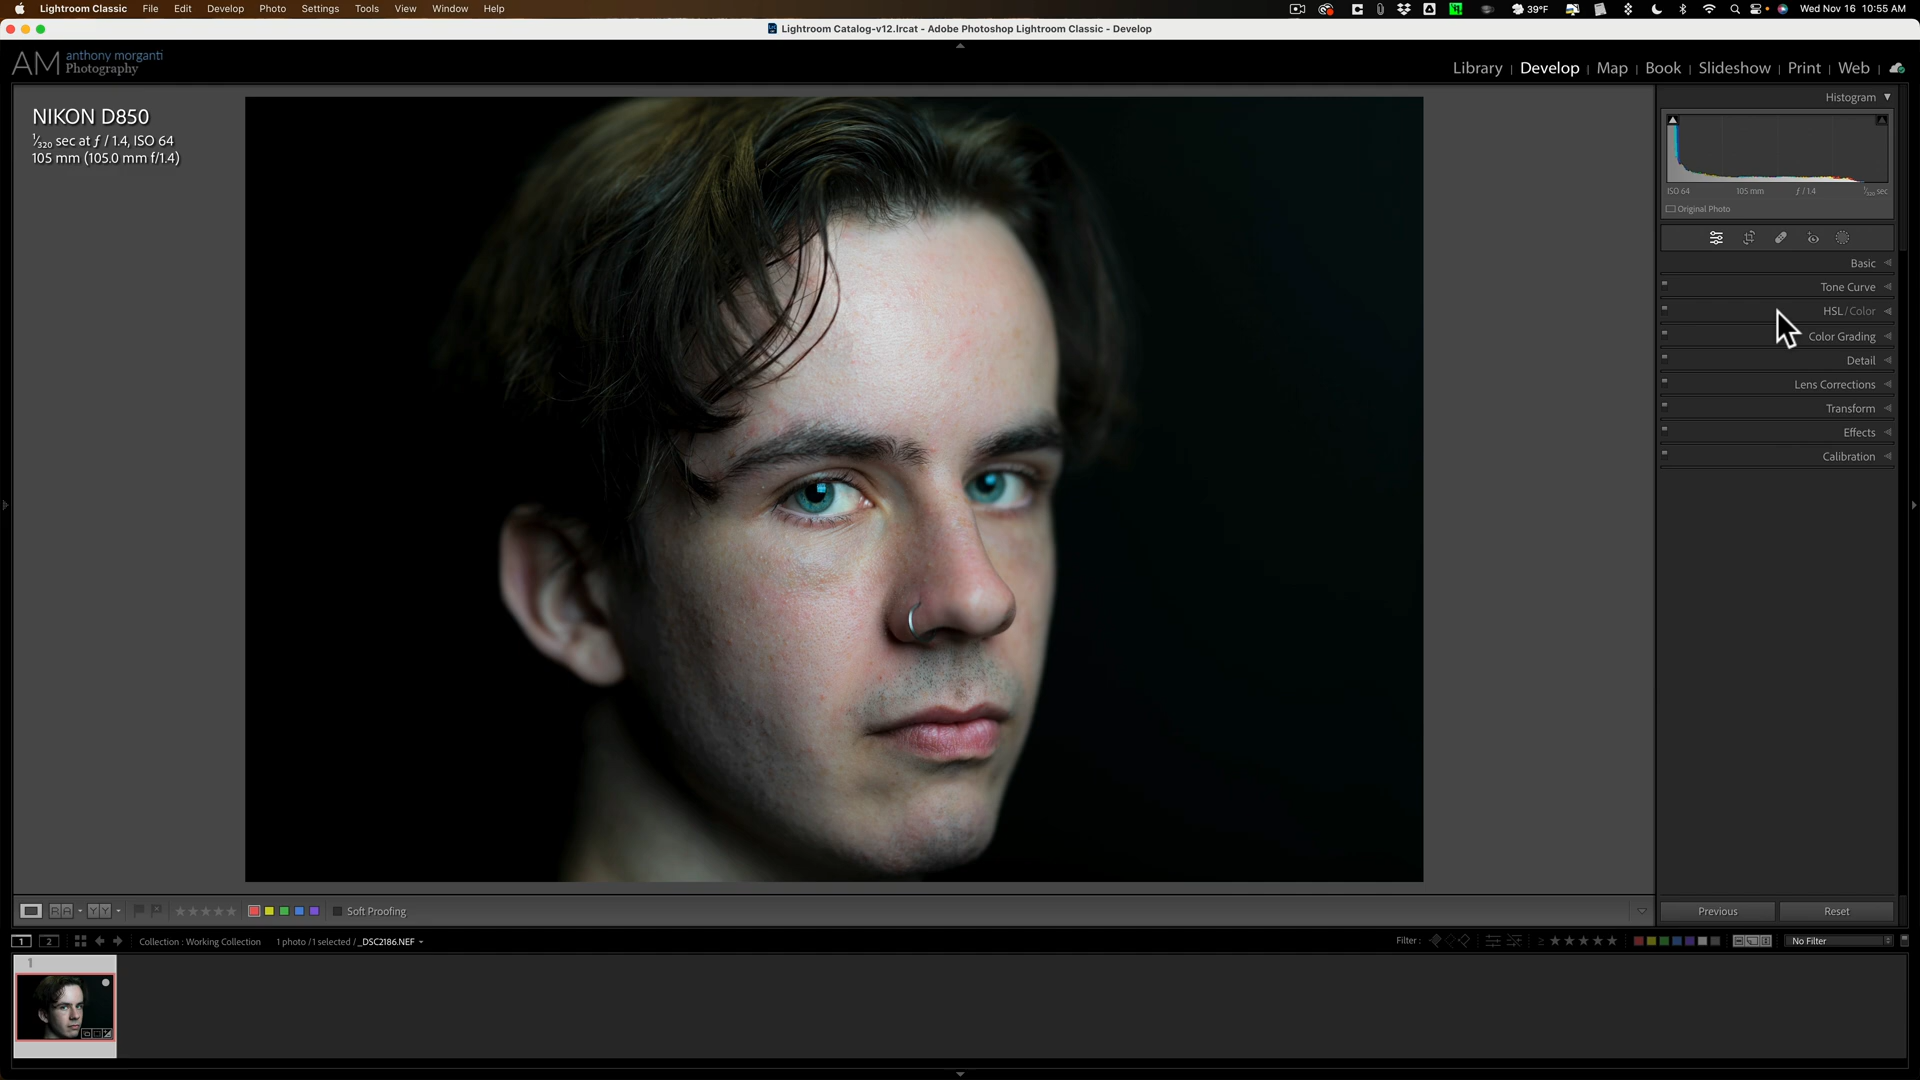 Lightroom Classic File Edit Develop Photo Settings Tools View Window Help 39°F Wed Nov 16 10:55 AM
Lightroom Catalog-v12.lrcat - Adobe Photoshop Lightroom Classic - Develop
AM anthony morganti
Photography
Library | Develop | Map | Book | Slideshow | Print | Web |
NIKON D850
1/320 sec at ƒ / 1.4, ISO 64
105 mm (105.0 mm f/1.4)
Histogram
ISO 64 105 mm ƒ / 1.4 1/320 sec
Original Photo
Basic
Tone Curve
HSL / Color
Color Grading
Detail
Lens Corrections
Transform
Effects
Calibration
Soft Proofing
Previous Reset
1 2 Collection : Working Collection 1 photo / 1 selected / _DSC2186.NEF Filter : No Filter
1